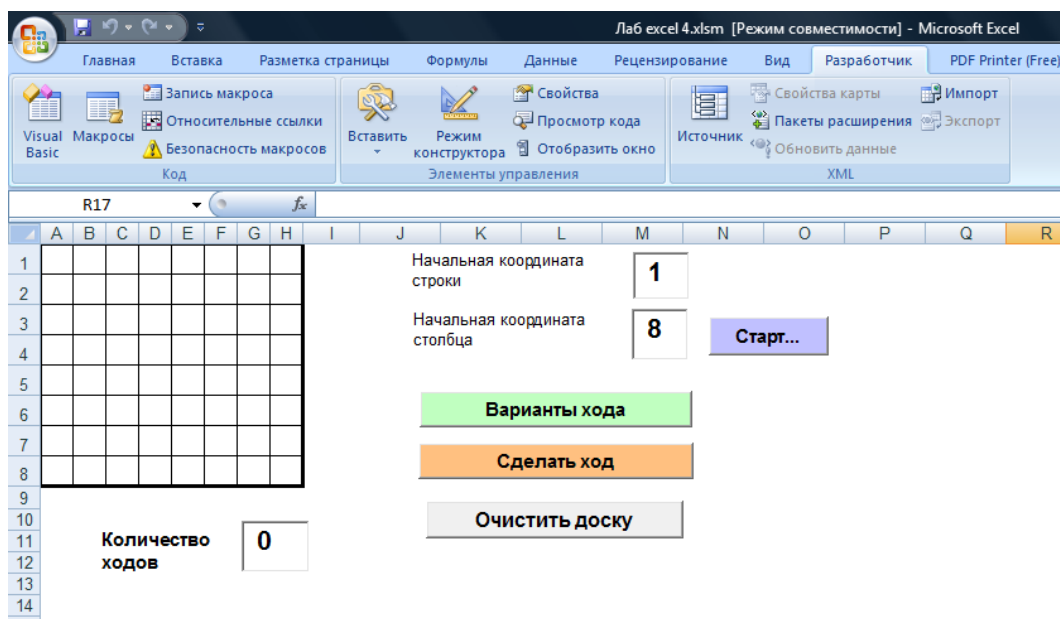 Лаб excel 4.xlsm [Режим совместимости] - Microsoft Excel
Главная Вставка Разметка страницы Формулы Данные Рецензирование Вид Разработчик PDF Printer (Free)
Visual Basic
Макросы
Запись макроса
Относительные ссылки
Безопасность макросов
Код
Вставить
Режим конструктора
Свойства
Просмотр кода
Отобразить окно
Элементы управления
Источник
Свойства карты
Пакеты расширения
Обновить данные
Импорт
Экспорт
XML
R17 fx
A B C D E F G H I J K L M N O P Q R
1
2
3
4
5
6
7
8
9
10
11
12
13
14
Начальная координата
строки
1
Начальная координата
столбца
8
Старт...
Варианты хода
Сделать ход
Очистить доску
Количество
ходов
0